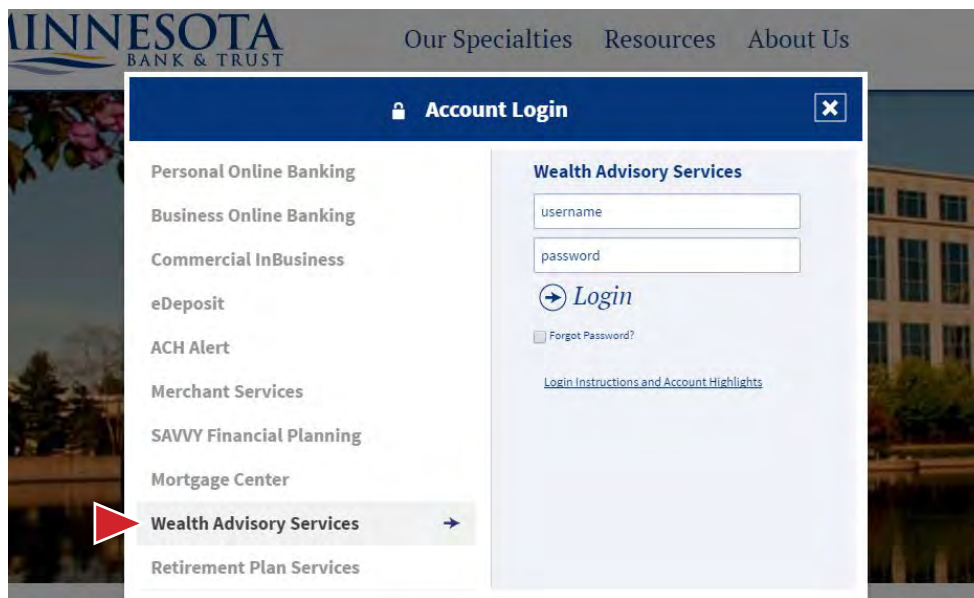 MINNESOTA
BANK & TRUST
Our Specialties Resources About Us
Account Login
Personal Online Banking
Business Online Banking
Commercial InBusiness
eDeposit
ACH Alert
Merchant Services
SAVVY Financial Planning
Mortgage Center
Wealth Advisory Services
Retirement Plan Services
Wealth Advisory Services
username
password
Login
Forgot Password?
Login Instructions and Account Highlights